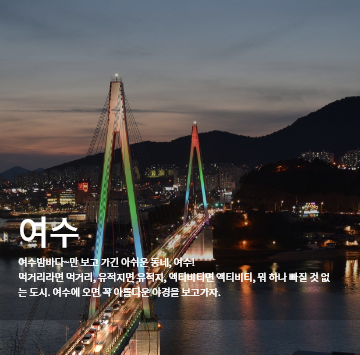 여수
여수밤바다~만 보고 가긴 아쉬운 동네, 여수!
먹거리라면 먹거리, 유적지면 유적지, 액티비티면 액티비티, 뭐 하나 빠질 것 없
는 도시. 여수에 오면 꼭 아름다운 야경을 보고가자.